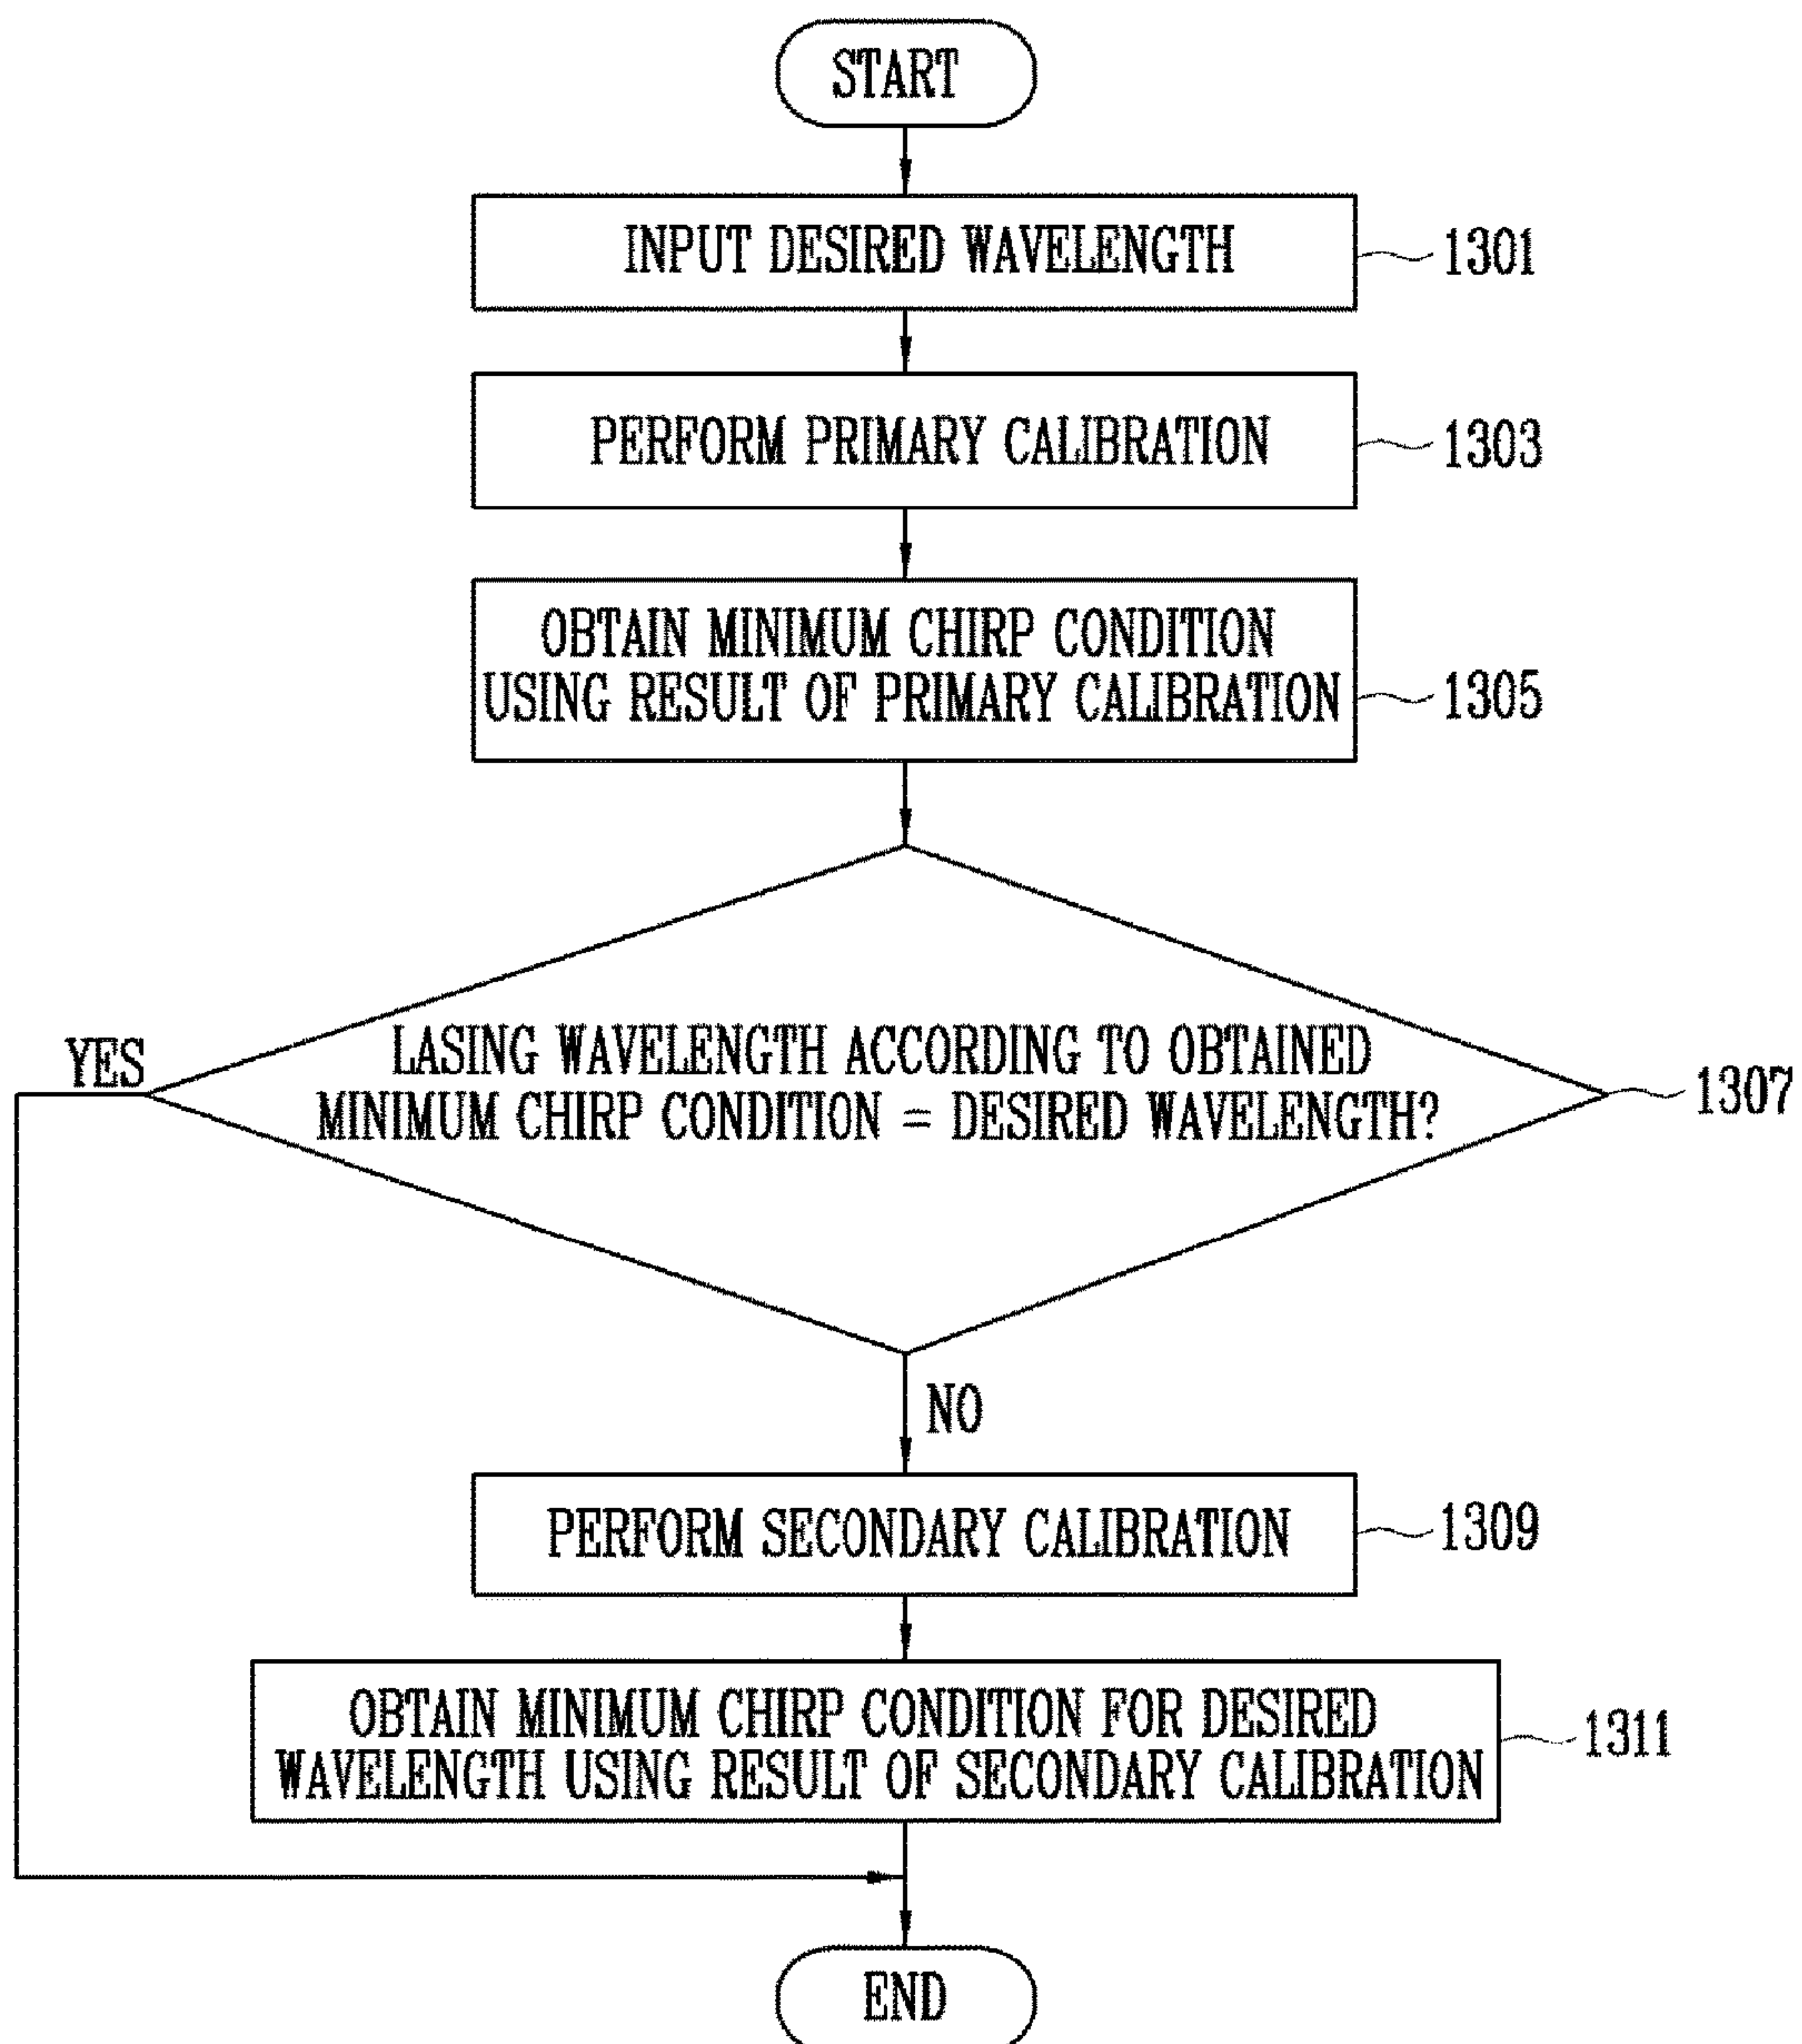 START
INPUT DESIRED WAVELENGTH
1301
PERFORM PRIMARY CALIBRATION
1303
OBTAIN MINIMUM CHIRP CONDITION
USING RESULT OF PRIMARY CALIBRATION
1305
YES
LASING WAVELENGTH ACCORDING TO OBTAINED
MINIMUM CHIRP CONDITION = DESIRED WAVELENGTH?
1307
NO
PERFORM SECONDARY CALIBRATION
1309
OBTAIN MINIMUM CHIRP CONDITION FOR DESIRED
WAVELENGTH USING RESULT OF SECONDARY CALIBRATION
1311
END